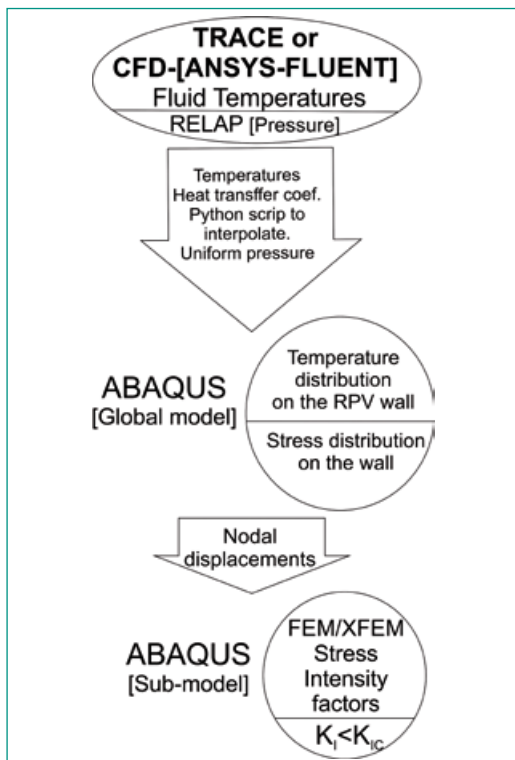 TRACE or
CFD-[ANSYS-FLUENT]
Fluid Temperatures
RELAP [Pressure]
Temperatures
Heat transffer coef.
Python scrip to
interpolate.
Uniform pressure
ABAQUS
[Global model]
Temperature
distribution
on the RPV wall
Stress distribution
on the wall
Nodal
displacements
ABAQUS
[Sub-model]
FEM/XFEM
Stress
Intensity
factors
K_I<K_IC